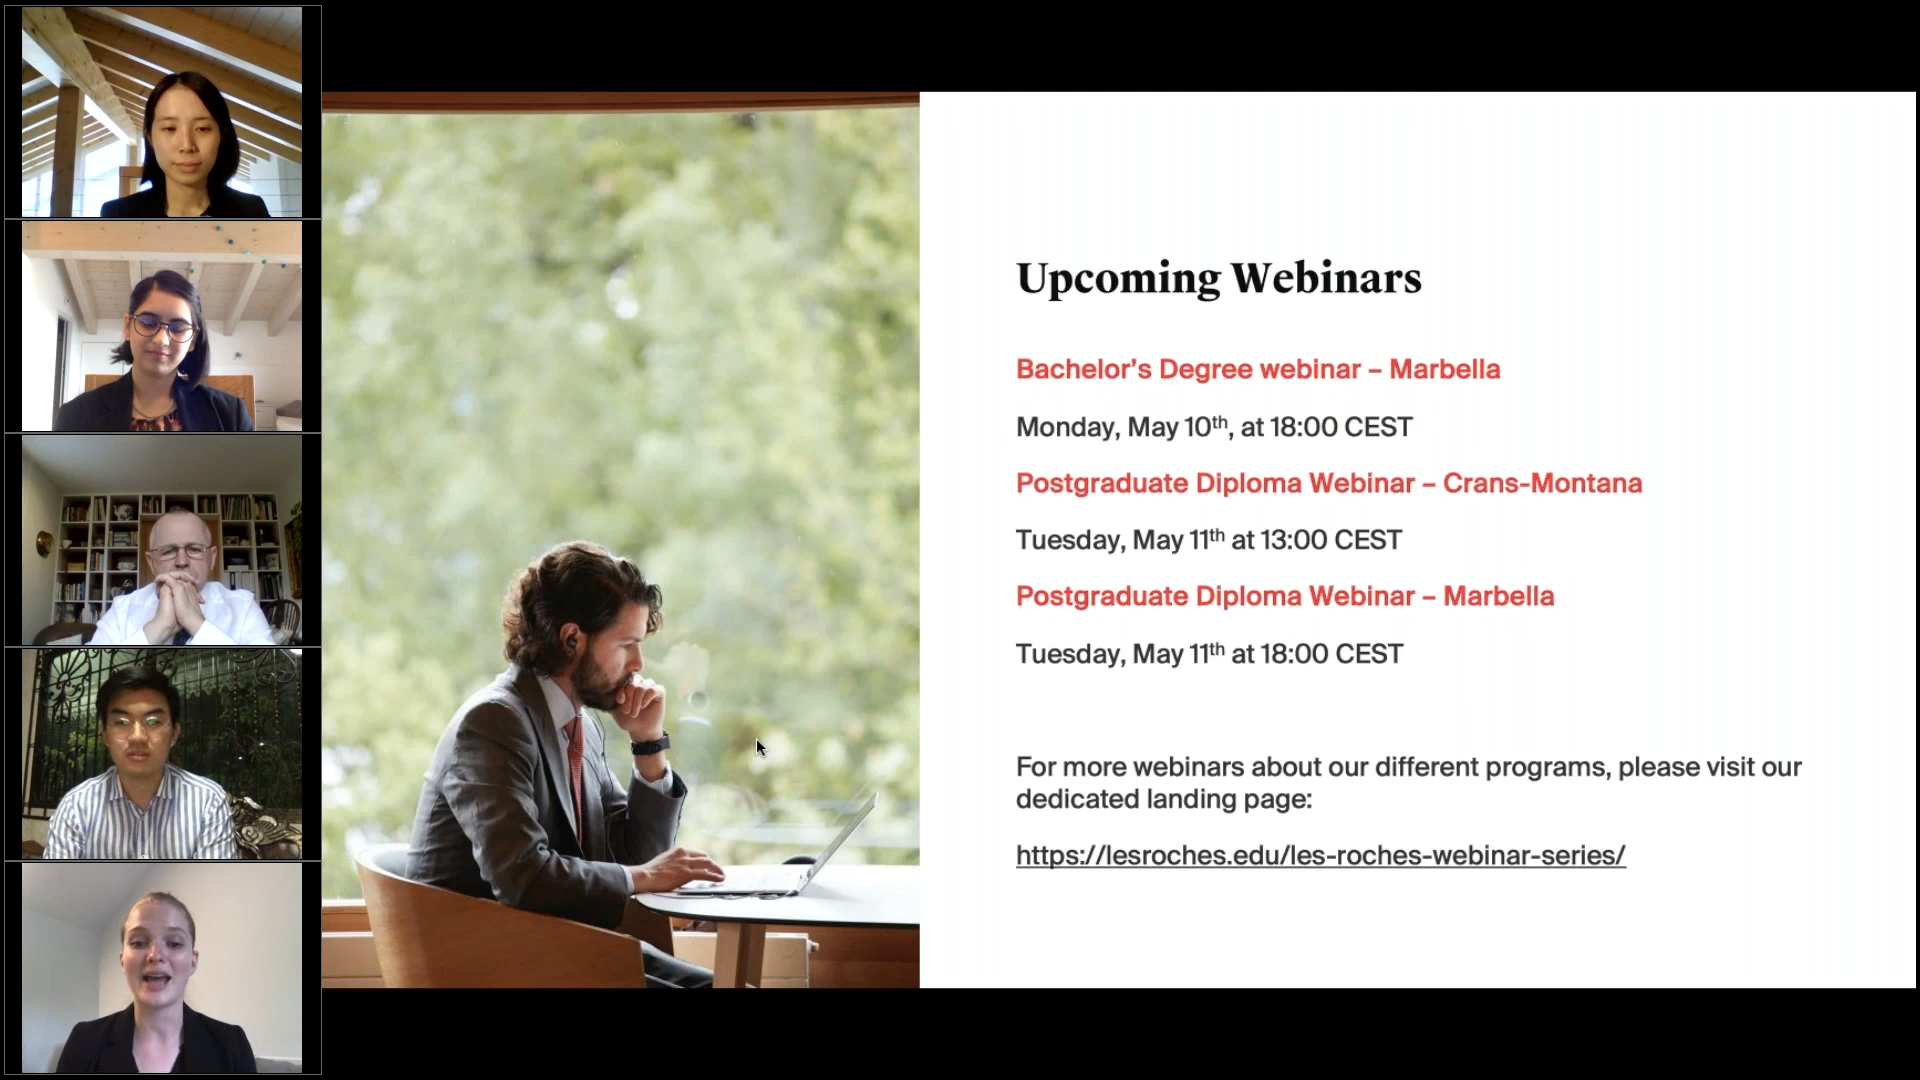 Upcoming Webinars
Bachelor’s Degree webinar – Marbella
Monday, May 10th, at 18:00 CEST
Postgraduate Diploma Webinar – Crans-Montana
Tuesday, May 11th at 13:00 CEST
Postgraduate Diploma Webinar – Marbella
Tuesday, May 11th at 18:00 CEST
For more webinars about our different programs, please visit our
dedicated landing page:
https://lesroches.edu/les-roches-webinar-series/